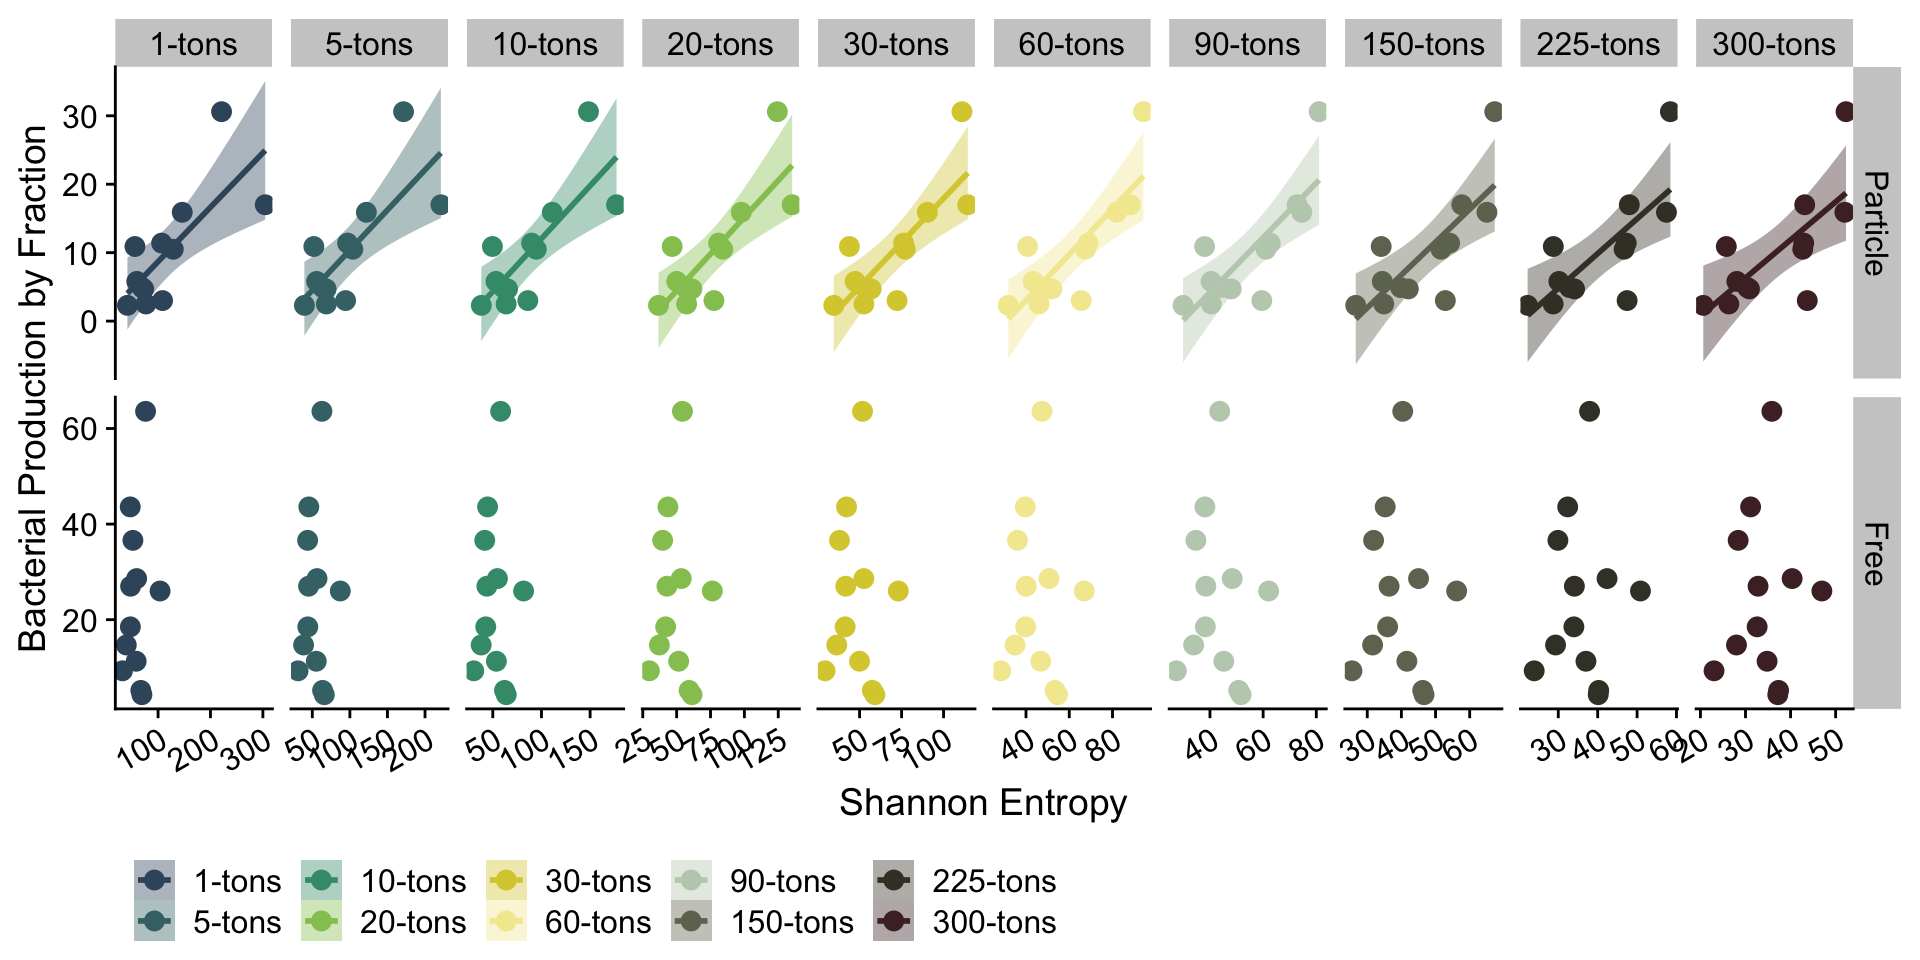 1-tons 5-tons 10-tons 20-tons 30-tons 60-tons 90-tons 150-tons 225-tons 300-tons
Bacterial Production by Fraction
30
20
10
0
Particle
60
40
20
Free
100 200 300 50 100 150 200 50 100 150 25 50 75 100 125 50 75 100 40 60 80 40 60 80 30 40 50 60 30 40 50 60 20 30 40 50
Shannon Entropy
1-tons 10-tons 30-tons 90-tons 225-tons
5-tons 20-tons 60-tons 150-tons 300-tons